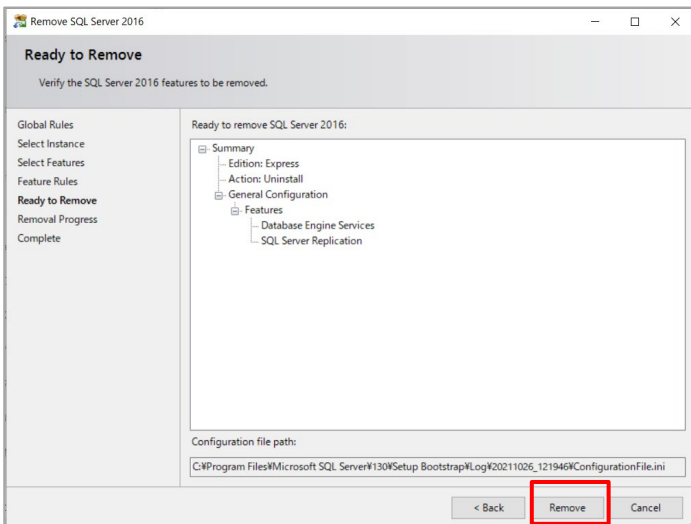 Remove SQL Server 2016
Ready to Remove
Verify the SQL Server 2016 features to be removed.
Global Rules
Select Instance
Select Features
Feature Rules
Ready to Remove
Removal Progress
Complete
Ready to remove SQL Server 2016:
Summary
Edition: Express
Action: Uninstall
General Configuration
Features
Database Engine Services
SQL Server Replication
Configuration file path:
C:¥Program Files¥Microsoft SQL Server¥130¥Setup Bootstrap¥Log¥20211026_121946¥ConfigurationFile.ini
< Back
Remove
Cancel